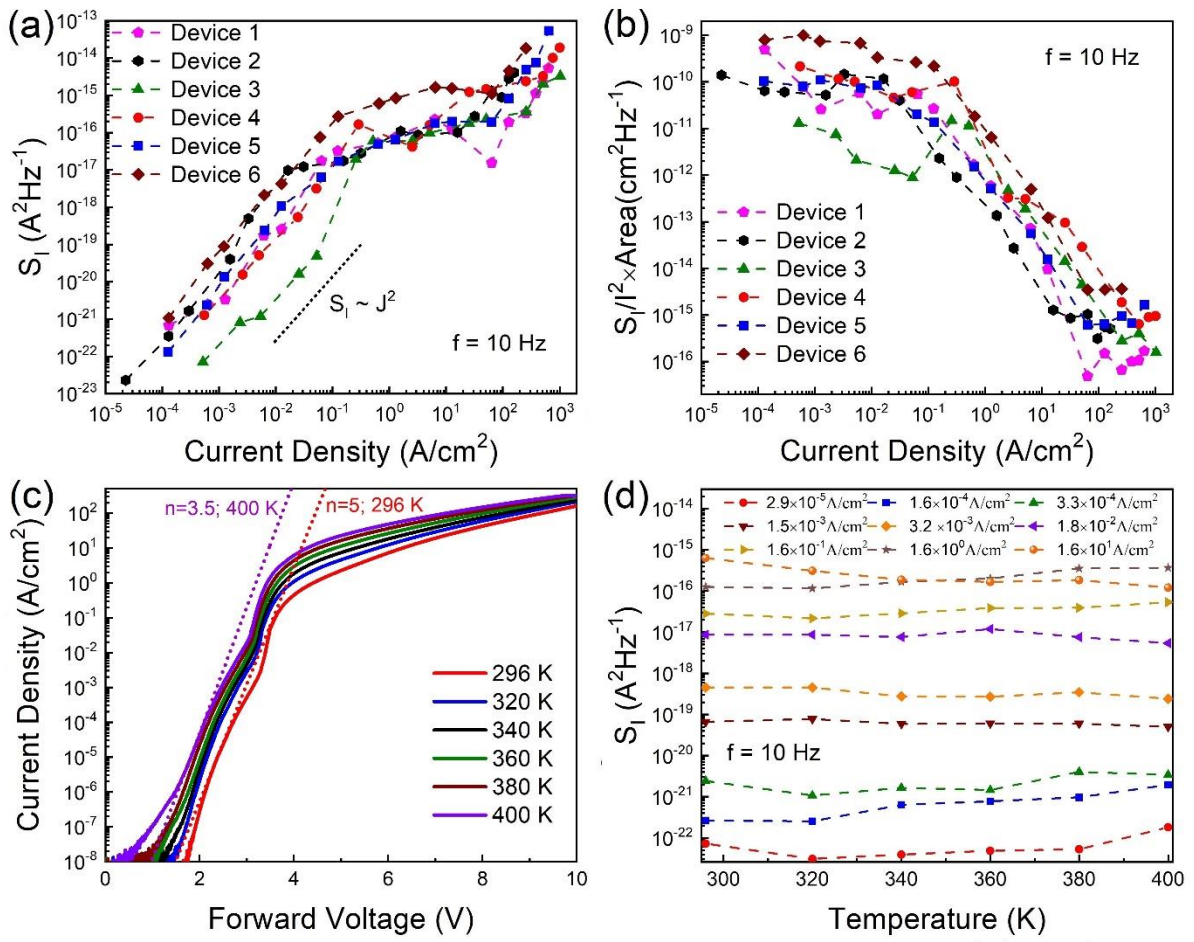 (a)
Device 1
Device 2
Device 3
Device 4
Device 5
Device 6
S_I ~ J^2
f = 10 Hz
S_I (A^2Hz^-1)
10^-13
10^-14
10^-15
10^-16
10^-17
10^-18
10^-19
10^-20
10^-21
10^-22
10^-23
10^-5 10^-4 10^-3 10^-2 10^-1 10^0 10^1 10^2 10^3
Current Density (A/cm^2)
(b)
f = 10 Hz
Device 1
Device 2
Device 3
Device 4
Device 5
Device 6
S_I/I^2×Area(cm^2Hz^-1)
10^-9
10^-10
10^-11
10^-12
10^-13
10^-14
10^-15
10^-16
10^-5 10^-4 10^-3 10^-2 10^-1 10^0 10^1 10^2 10^3
Current Density (A/cm^2)
(c)
n=3.5; 400 K
n=5; 296 K
296 K
320 K
340 K
360 K
380 K
400 K
Current Density (A/cm^2)
10^2
10^1
10^0
10^-1
10^-2
10^-3
10^-4
10^-5
10^-6
10^-7
10^-8
0 2 4 6 8 10
Forward Voltage (V)
(d)
2.9×10^-5A/cm^2 1.6×10^-4A/cm^2 3.3×10^-4A/cm^2
1.5×10^-3A/cm^2 3.2 ×10^-3A/cm^2 1.8×10^-2A/cm^2
1.6×10^-1A/cm^2 1.6×10^0A/cm^2 1.6×10^1A/cm^2
f = 10 Hz
S_I (A^2Hz^-1)
10^-14
10^-15
10^-16
10^-17
10^-18
10^-19
10^-20
10^-21
10^-22
300 320 340 360 380 400
Temperature (K)